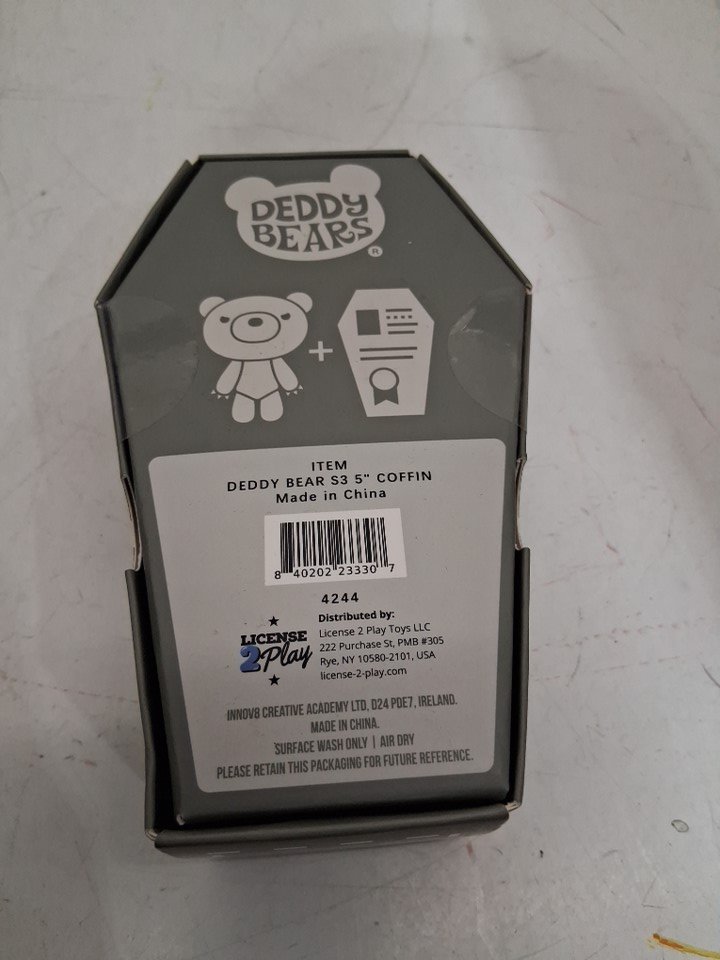 DEDDY
BEARS
®
+
ITEM
DEDDY BEAR S3 5" COFFIN
Made in China
8 40202 23330 7
4244
LICENSE
2Play
Distributed by:
License 2 Play Toys LLC
222 Purchase St, PMB #305
Rye, NY 10580-2101, USA
license-2-play.com
INNOV8 CREATIVE ACADEMY LTD, D24 PDE7, IRELAND.
MADE IN CHINA.
SURFACE WASH ONLY | AIR DRY
PLEASE RETAIN THIS PACKAGING FOR FUTURE REFERENCE.